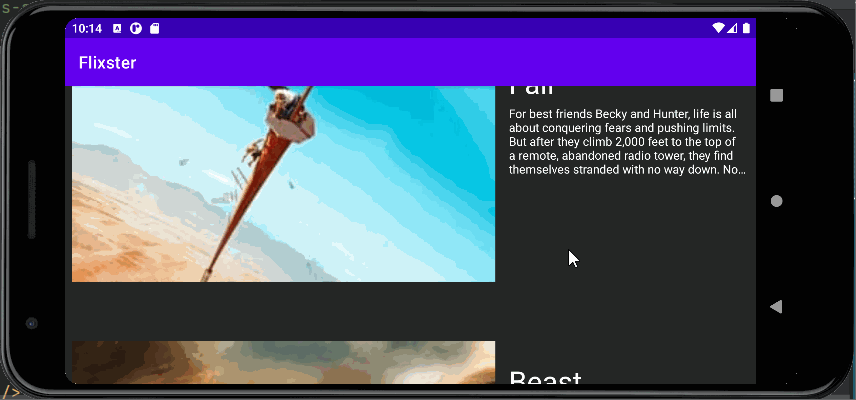 s-
10:14
Flixster
Fall
For best friends Becky and Hunter, life is all
about conquering fears and pushing limits.
But after they climb 2,000 feet to the top of
a remote, abandoned radio tower, they find
themselves stranded with no way down. No…
Beast
/>